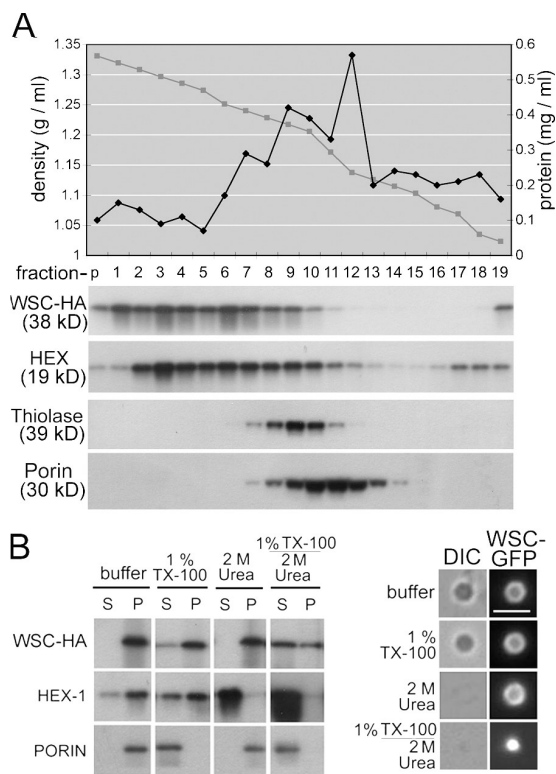 A
1.35
1.3
1.25
1.2
1.15
1.1
1.05
1
density (g / ml)
0.6
0.5
0.4
0.3
0.2
0.1
0
protein (mg / ml)
fraction- p 1 2 3 4 5 6 7 8 9 10 11 12 13 14 15 16 17 18 19
WSC-HA
(38 kD)
HEX
(19 kD)
Thiolase
(39 kD)
Porin
(30 kD)
B
buffer
1 %
TX-100
2 M
Urea
1% TX-100
2 M
Urea
S P S P S P S P
WSC-HA
HEX-1
PORIN
DIC
WSC-
GFP
buffer
1 %
TX-100
2 M
Urea
1% TX-100
2 M
Urea